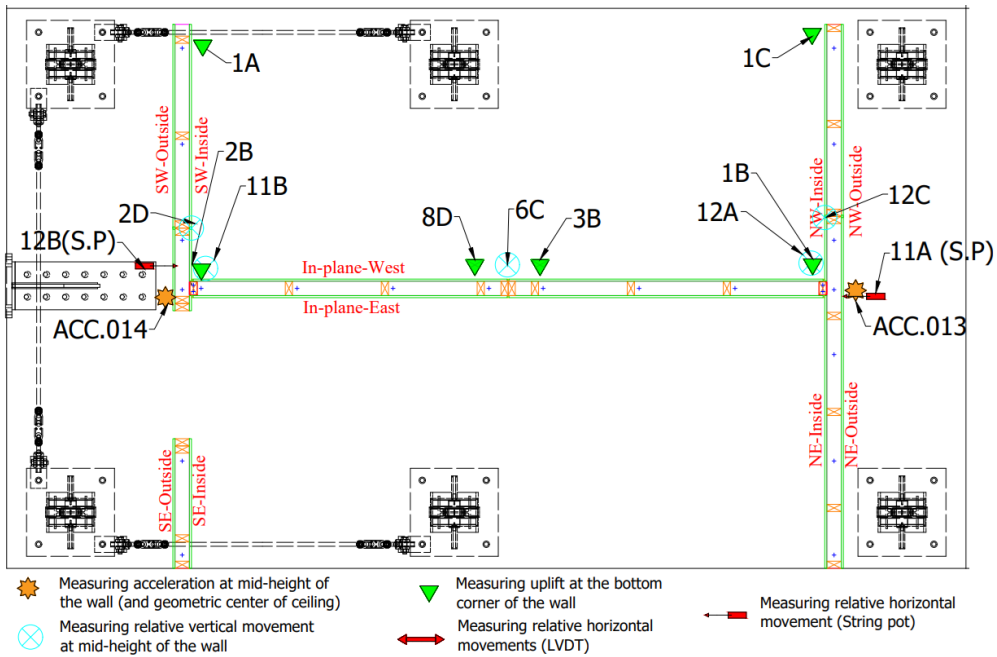 1A
1C
SW-Outside
SW-Inside
2B
11B
2D
12B(S.P)
8D
6C
3B
1B
12A
NW-Inside
NW-Outside
12C
11A (S.P)
In-plane-West
In-plane-East
ACC.014
ACC.013
SE-Outside
SE-Inside
NE-Inside
NE-Outside
Measuring acceleration at mid-height of
the wall (and geometric center of ceiling)
Measuring relative vertical movement
at mid-height of the wall
Measuring uplift at the bottom
corner of the wall
Measuring relative horizontal
movements (LVDT)
Measuring relative horizontal
movement (String pot)